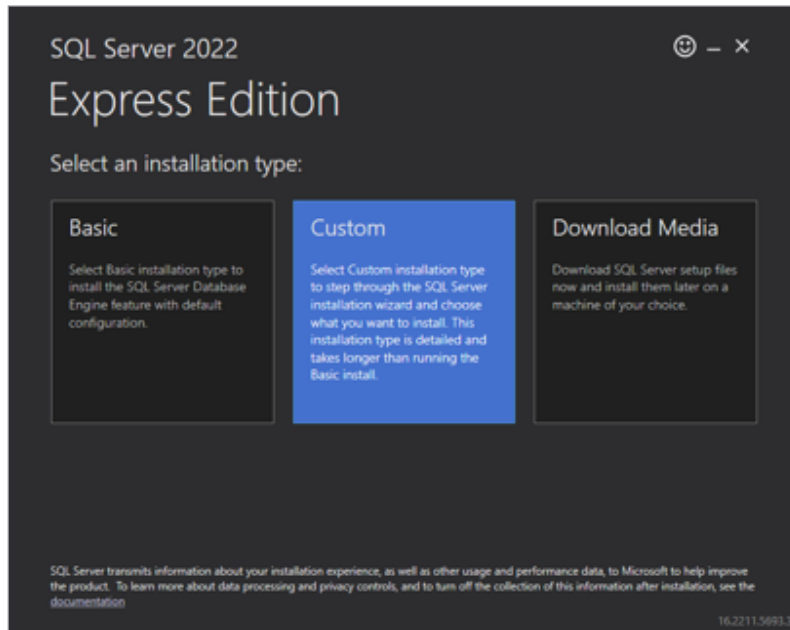 SQL Server 2022
Express Edition
Select an installation type:
Basic
Select Basic installation type to
install the SQL Server Database
Engine feature with default
configuration.
Custom
Select Custom installation type
to step through the SQL Server
installation wizard and choose
what you want to install. This
installation type is detailed and
takes longer than running the
Basic install.
Download Media
Download SQL Server setup files
now and install them later on a
machine of your choice.
SQL Server transmits information about your installation experience, as well as other usage and performance data, to Microsoft to help improve
the product. To learn more about data processing and privacy controls, and to turn off the collection of this information after installation, see the
documentation
16.2211.5693.